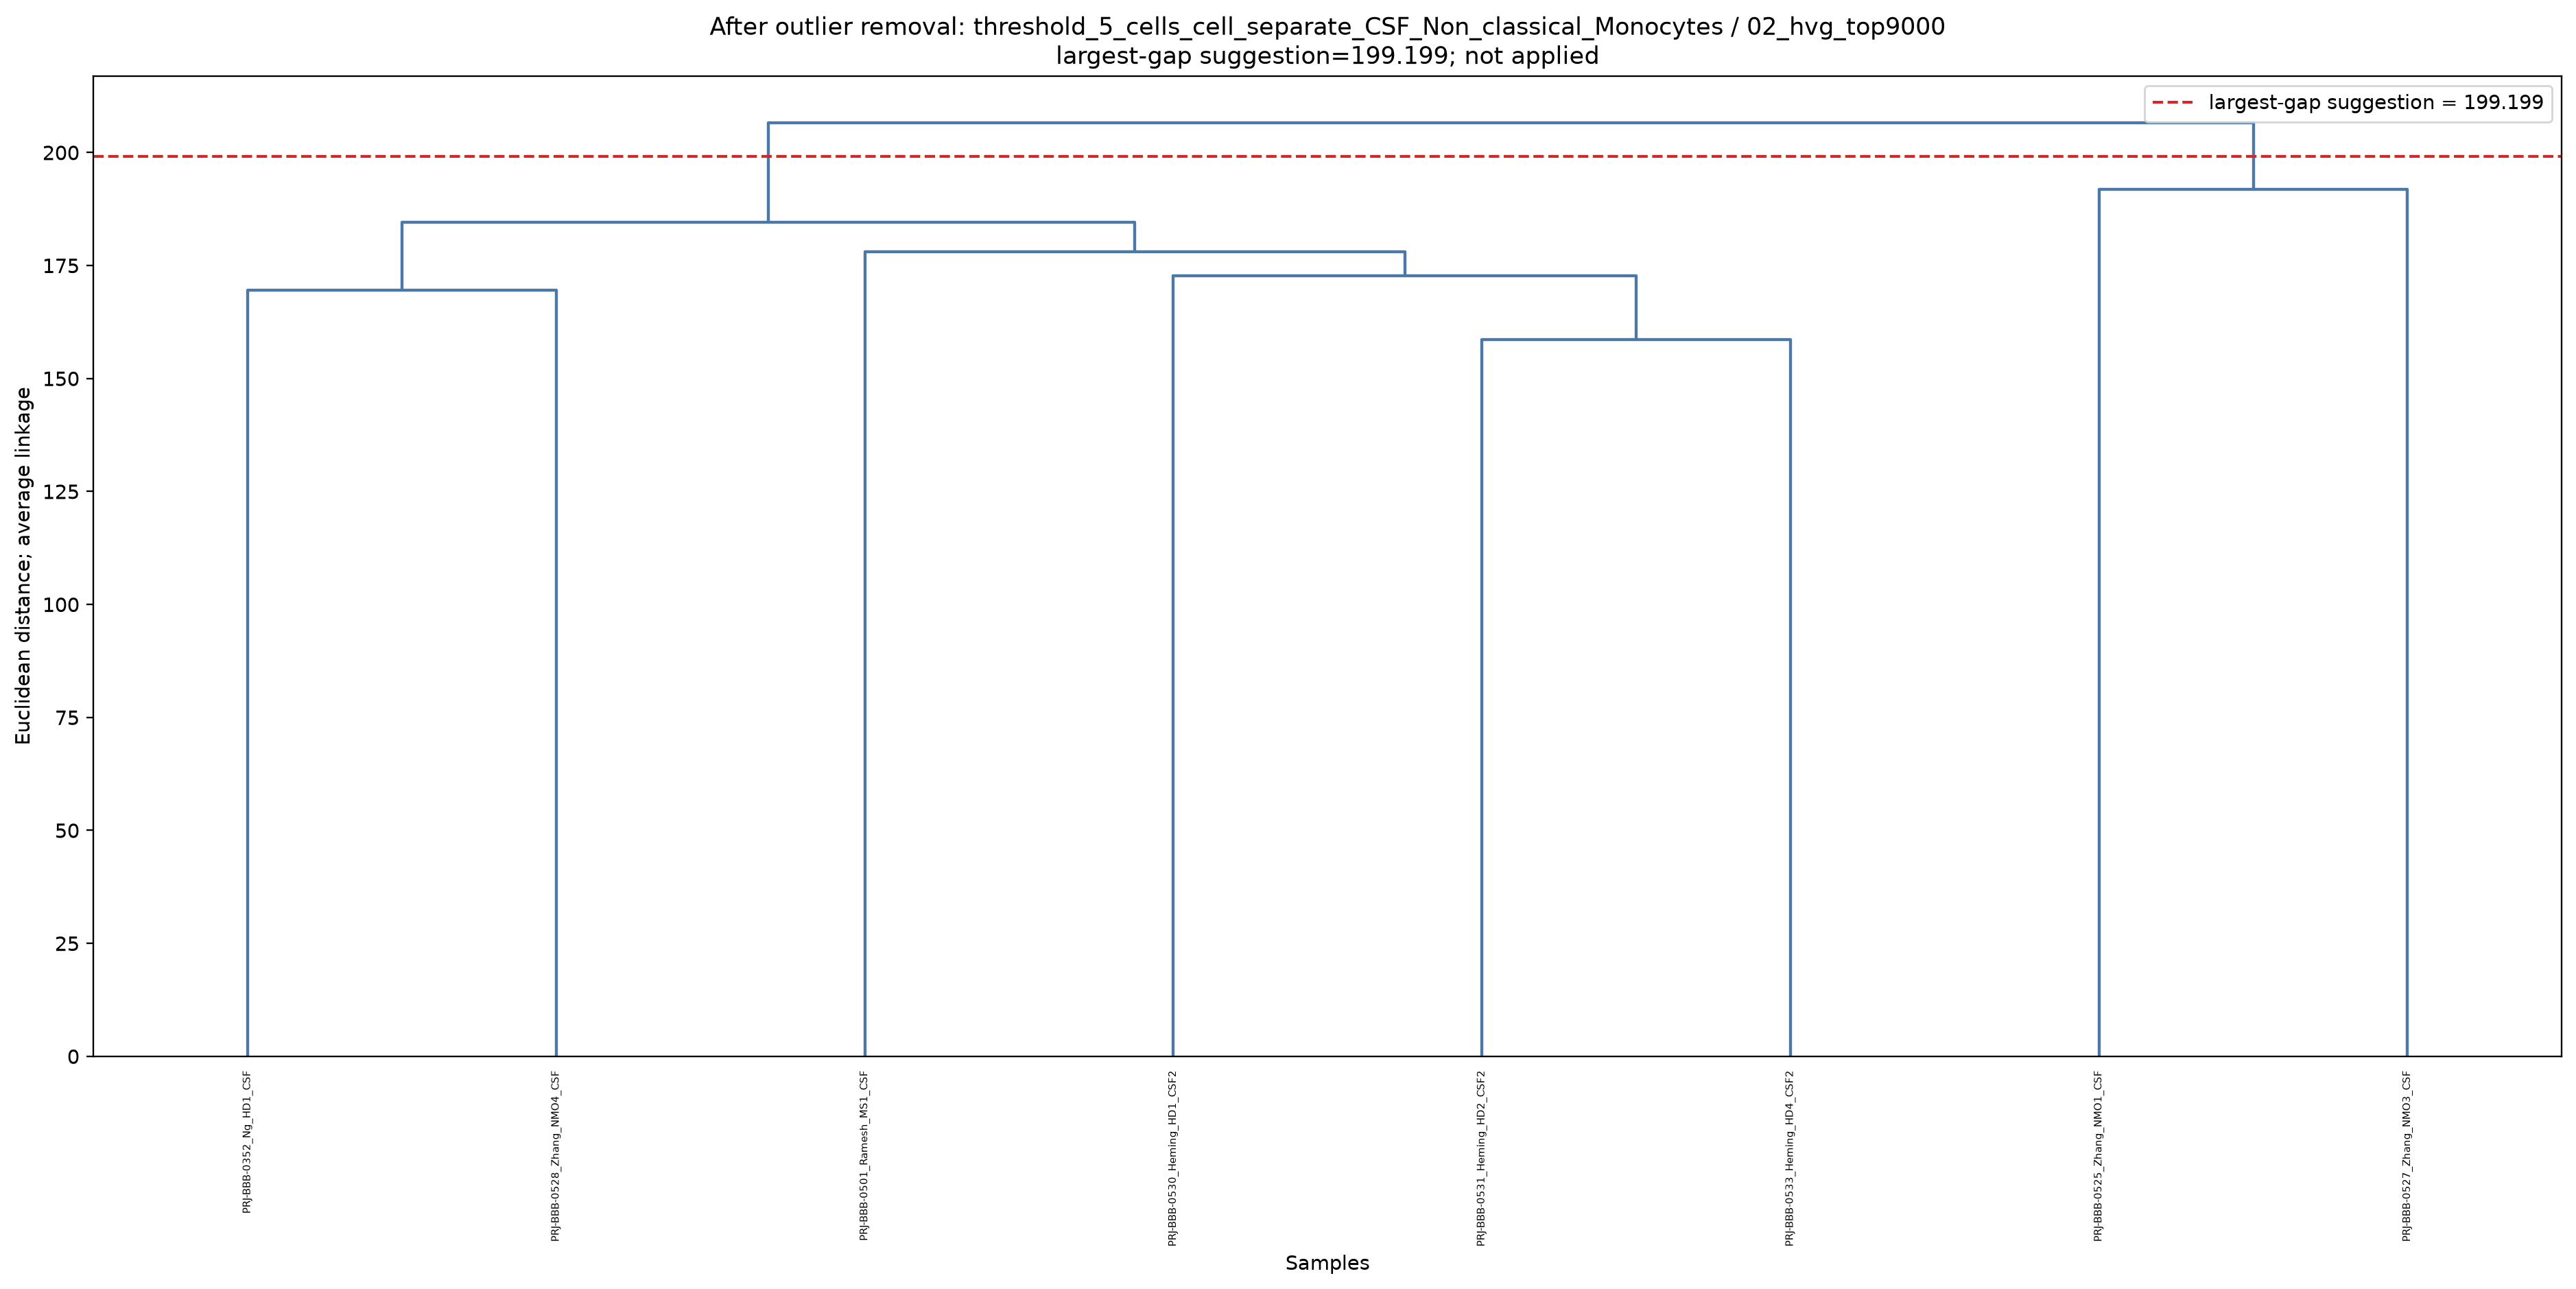 After outlier removal: threshold_5_cells_cell_separate_CSF_Non_classical_Monocytes / 02_hvg_top9000
largest-gap suggestion=199.199; not applied
largest-gap suggestion = 199.199
Euclidean distance; average linkage
200
175
150
125
100
75
50
25
0
PRJ-BBB-0352_Ng_HD1_CSF
PRJ-BBB-0528_Zhang_NMO4_CSF
PRJ-BBB-0501_Ramesh_MS1_CSF
PRJ-BBB-0530_Heming_HD1_CSF2
PRJ-BBB-0531_Heming_HD2_CSF2
PRJ-BBB-0533_Heming_HD4_CSF2
PRJ-BBB-0525_Zhang_NMO1_CSF
PRJ-BBB-0527_Zhang_NMO3_CSF
Samples